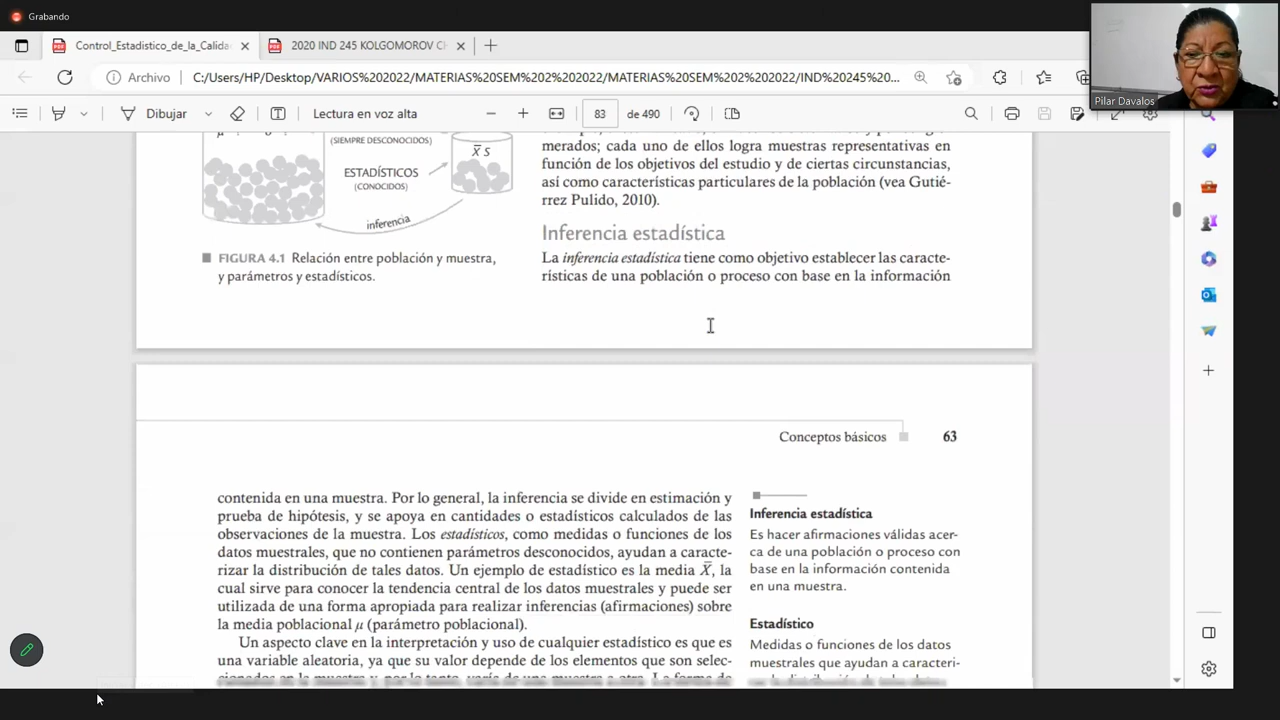 Grabando
Control_Estadistico_de_la_Calida
2020 IND 245 KOLGOMOROV C
Archivo
C:/Users/HP/Desktop/VARIOS%202022/MATERIAS%20SEM%202%202022/MATERIAS%20SEM%202%202022/IND%20245%20...
Pilar Davalos
Dibujar
Lectura en voz alta
83
de 490
(SIEMPRE DESCONOCIDOS)
X̄ S
ESTADÍSTICOS
(CONOCIDOS)
inferencia
FIGURA 4.1 Relación entre población y muestra,
y parámetros y estadísticos.
merados; cada uno de ellos logra muestras representativas en
función de los objetivos del estudio y de ciertas circunstancias,
así como características particulares de la población (vea Gutié-
rrez Pulido, 2010).
Inferencia estadística
La inferencia estadística tiene como objetivo establecer las caracte-
rísticas de una población o proceso con base en la información
Conceptos básicos
63
contenida en una muestra. Por lo general, la inferencia se divide en estimación y
prueba de hipótesis, y se apoya en cantidades o estadísticos calculados de las
observaciones de la muestra. Los estadísticos, como medidas o funciones de los
datos muestrales, que no contienen parámetros desconocidos, ayudan a caracte-
rizar la distribución de tales datos. Un ejemplo de estadístico es la media X̄, la
cual sirve para conocer la tendencia central de los datos muestrales y puede ser
utilizada de una forma apropiada para realizar inferencias (afirmaciones) sobre
la media poblacional μ (parámetro poblacional).
Un aspecto clave en la interpretación y uso de cualquier estadístico es que es
una variable aleatoria, ya que su valor depende de los elementos que son selec-
Inferencia estadística
Es hacer afirmaciones válidas acer-
ca de una población o proceso con
base en la información contenida
en una muestra.
Estadístico
Medidas o funciones de los datos
muestrales que ayudan a caracteri-